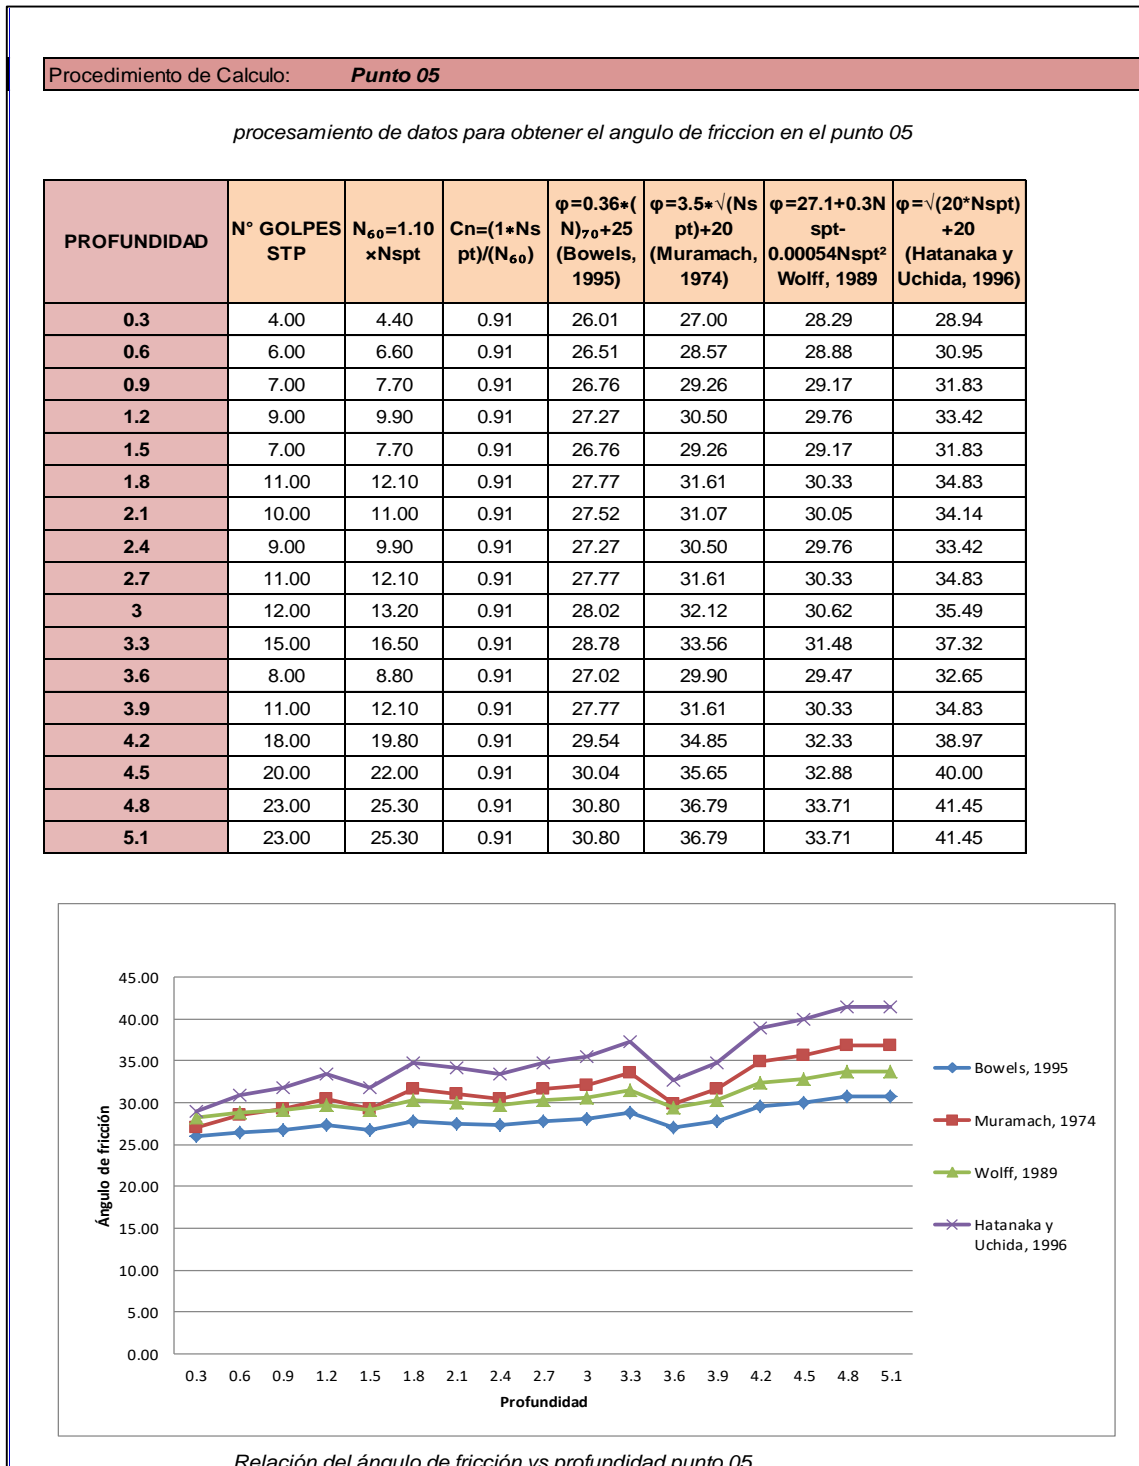 Procedimiento de Calculo: Punto 05
procesamiento de datos para obtener el angulo de friccion en el punto 05
PROFUNDIDAD | N° GOLPES STP | N₆₀=1.10 ×Nspt | Cn=(1*Ns pt)/(N₆₀) | φ=0.36*( N)₇₀+25 (Bowels, 1995) | φ=3.5*√(Ns pt)+20 (Muramach, 1974) | φ=27.1+0.3N spt- 0.00054Nspt² Wolff, 1989 | φ=√(20*Nspt) +20 (Hatanaka y Uchida, 1996)
0.3 4.00 4.40 0.91 26.01 27.00 28.29 28.94
0.6 6.00 6.60 0.91 26.51 28.57 28.88 30.95
0.9 7.00 7.70 0.91 26.76 29.26 29.17 31.83
1.2 9.00 9.90 0.91 27.27 30.50 29.76 33.42
1.5 7.00 7.70 0.91 26.76 29.26 29.17 31.83
1.8 11.00 12.10 0.91 27.77 31.61 30.33 34.83
2.1 10.00 11.00 0.91 27.52 31.07 30.05 34.14
2.4 9.00 9.90 0.91 27.27 30.50 29.76 33.42
2.7 11.00 12.10 0.91 27.77 31.61 30.33 34.83
3 12.00 13.20 0.91 28.02 32.12 30.62 35.49
3.3 15.00 16.50 0.91 28.78 33.56 31.48 37.32
3.6 8.00 8.80 0.91 27.02 29.90 29.47 32.65
3.9 11.00 12.10 0.91 27.77 31.61 30.33 34.83
4.2 18.00 19.80 0.91 29.54 34.85 32.33 38.97
4.5 20.00 22.00 0.91 30.04 35.65 32.88 40.00
4.8 23.00 25.30 0.91 30.80 36.79 33.71 41.45
5.1 23.00 25.30 0.91 30.80 36.79 33.71 41.45
45.00
40.00
35.00
30.00
25.00
20.00
15.00
10.00
5.00
0.00
Ángulo de fricción
0.3 0.6 0.9 1.2 1.5 1.8 2.1 2.4 2.7 3 3.3 3.6 3.9 4.2 4.5 4.8 5.1
Profundidad
Bowels, 1995
Muramach, 1974
Wolff, 1989
Hatanaka y
Uchida, 1996
Relación del ángulo de fricción vs profundidad punto 05